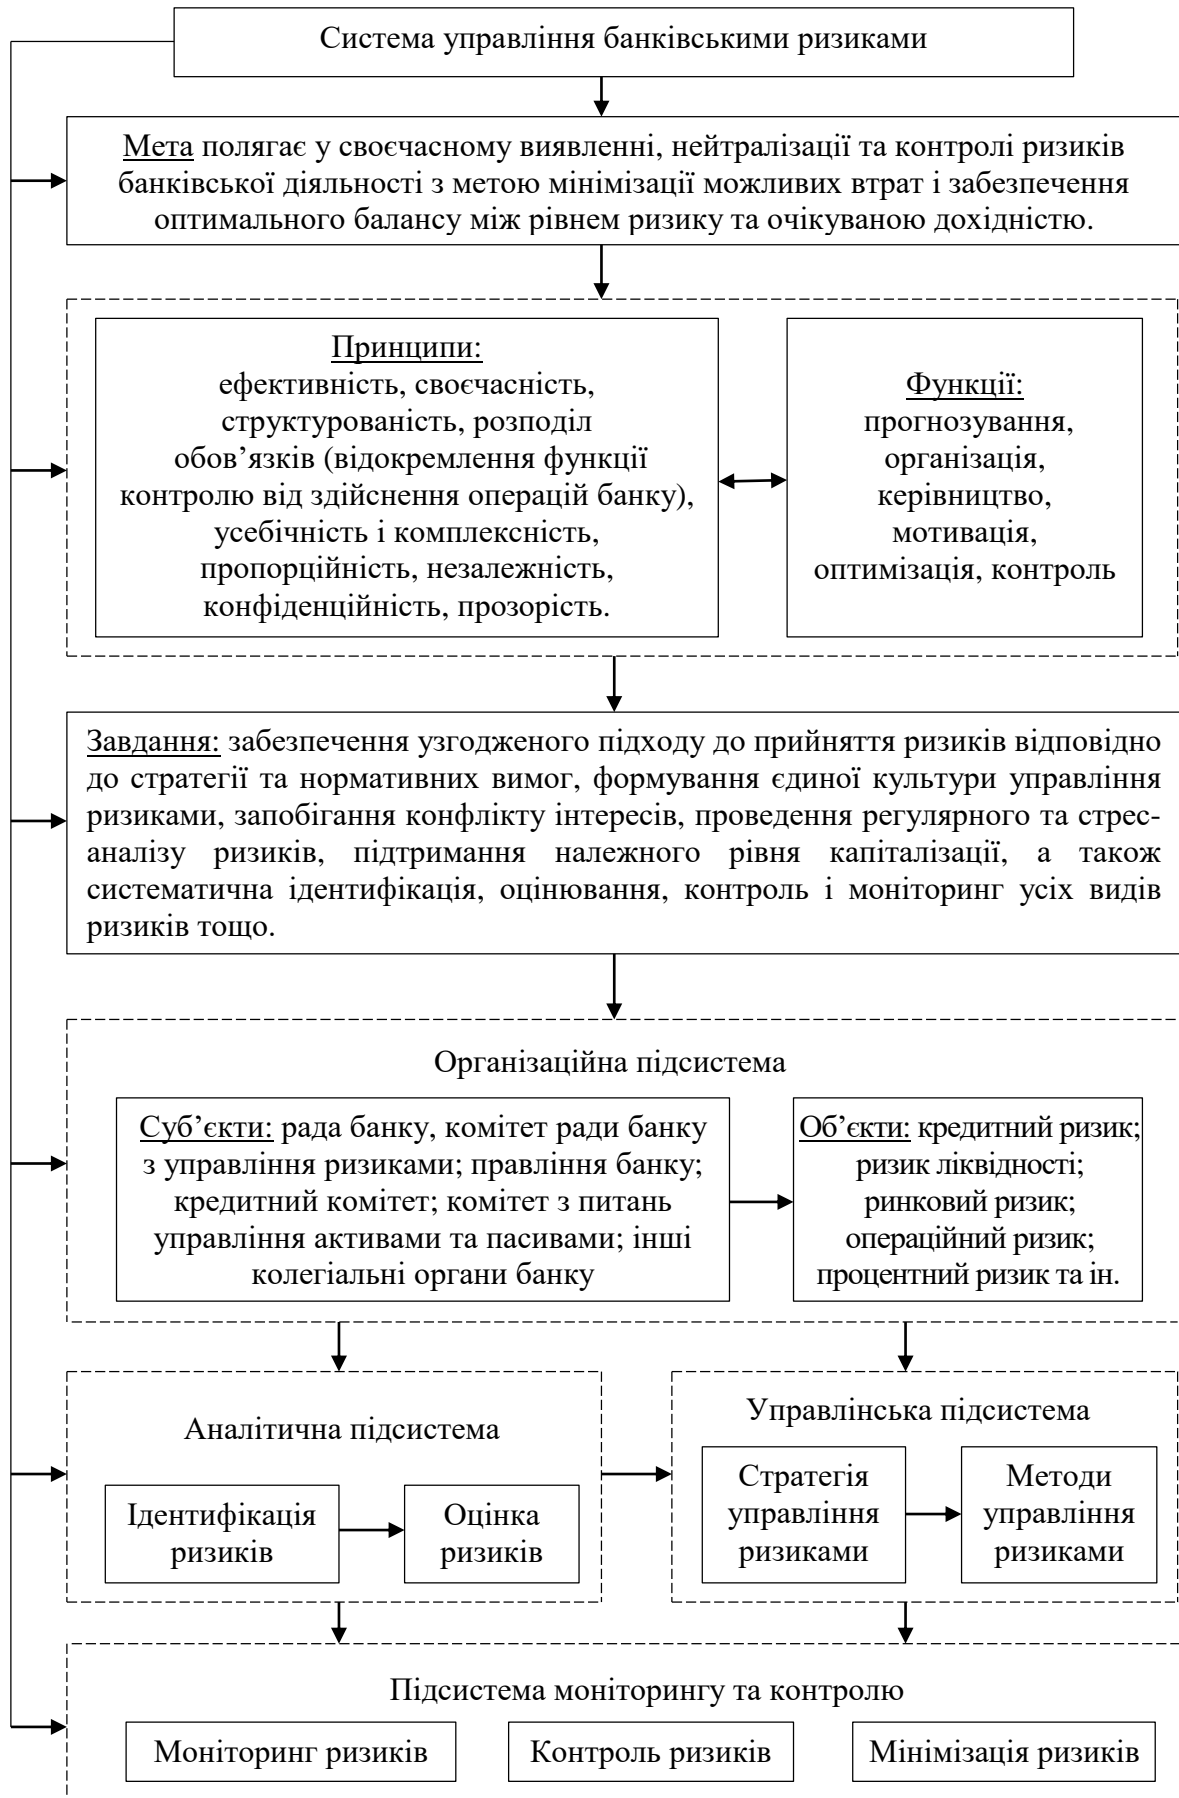 Система управління банківськими ризиками
Мета полягає у своєчасному виявленні, нейтралізації та контролі ризиків
банківської діяльності з метою мінімізації можливих втрат і забезпечення
оптимального балансу між рівнем ризику та очікуваною дохідністю.
Принципи:
ефективність, своєчасність,
структурованість, розподіл
обов’язків (відокремлення функції
контролю від здійснення операцій банку),
усебічність і комплексність,
пропорційність, незалежність,
конфіденційність, прозорість.
Функції:
прогнозування,
організація,
керівництво,
мотивація,
оптимізація, контроль
Завдання: забезпечення узгодженого підходу до прийняття ризиків відповідно
до стратегії та нормативних вимог, формування єдиної культури управління
ризиками, запобігання конфлікту інтересів, проведення регулярного та стрес-
аналізу ризиків, підтримання належного рівня капіталізації, а також
систематична ідентифікація, оцінювання, контроль і моніторинг усіх видів
ризиків тощо.
Організаційна підсистема
Суб’єкти: рада банку, комітет ради банку
з управління ризиками; правління банку;
кредитний комітет; комітет з питань
управління активами та пасивами; інші
колегіальні органи банку
Об’єкти: кредитний ризик;
ризик ліквідності;
ринковий ризик;
операційний ризик;
процентний ризик та ін.
Аналітична підсистема
Ідентифікація
ризиків
Оцінка
ризиків
Управлінська підсистема
Стратегія
управління
ризиками
Методи
управління
ризиками
Підсистема моніторингу та контролю
Моніторинг ризиків
Контроль ризиків
Мінімізація ризиків